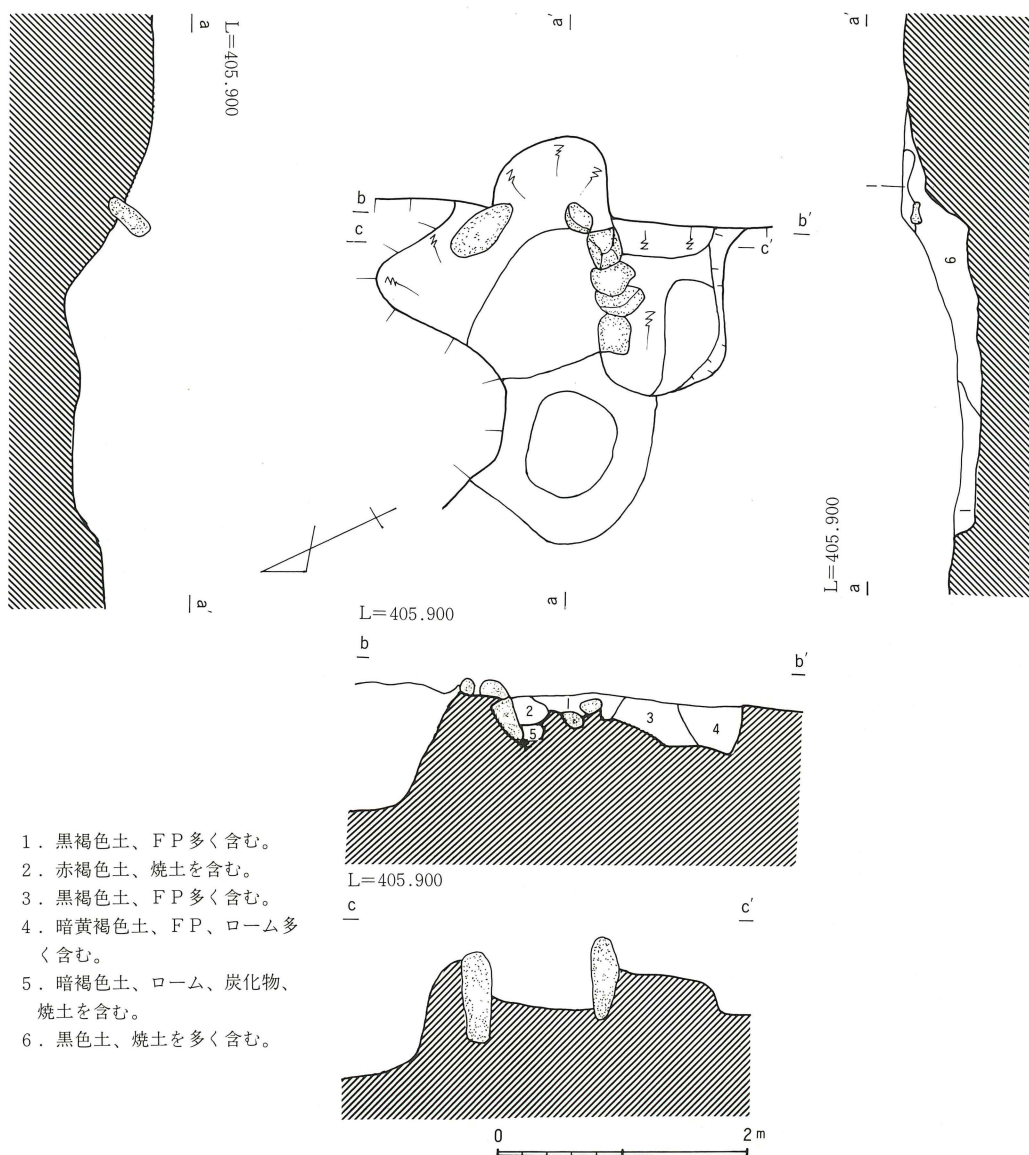 a
L=405.900
a′
a′
b
c
b′
c′
1
6
1
L=405.900
a′
a
a
L=405.900
b
b′
2
1
5
3
4
L=405.900
c
c′
1．黒褐色土、ＦＰ多く含む。
2．赤褐色土、焼土を含む。
3．黒褐色土、ＦＰ多く含む。
4．暗黄褐色土、ＦＰ、ローム多
く含む。
5．暗褐色土、ローム、炭化物、
焼土を含む。
6．黒色土、焼土を多く含む。
0
2 m